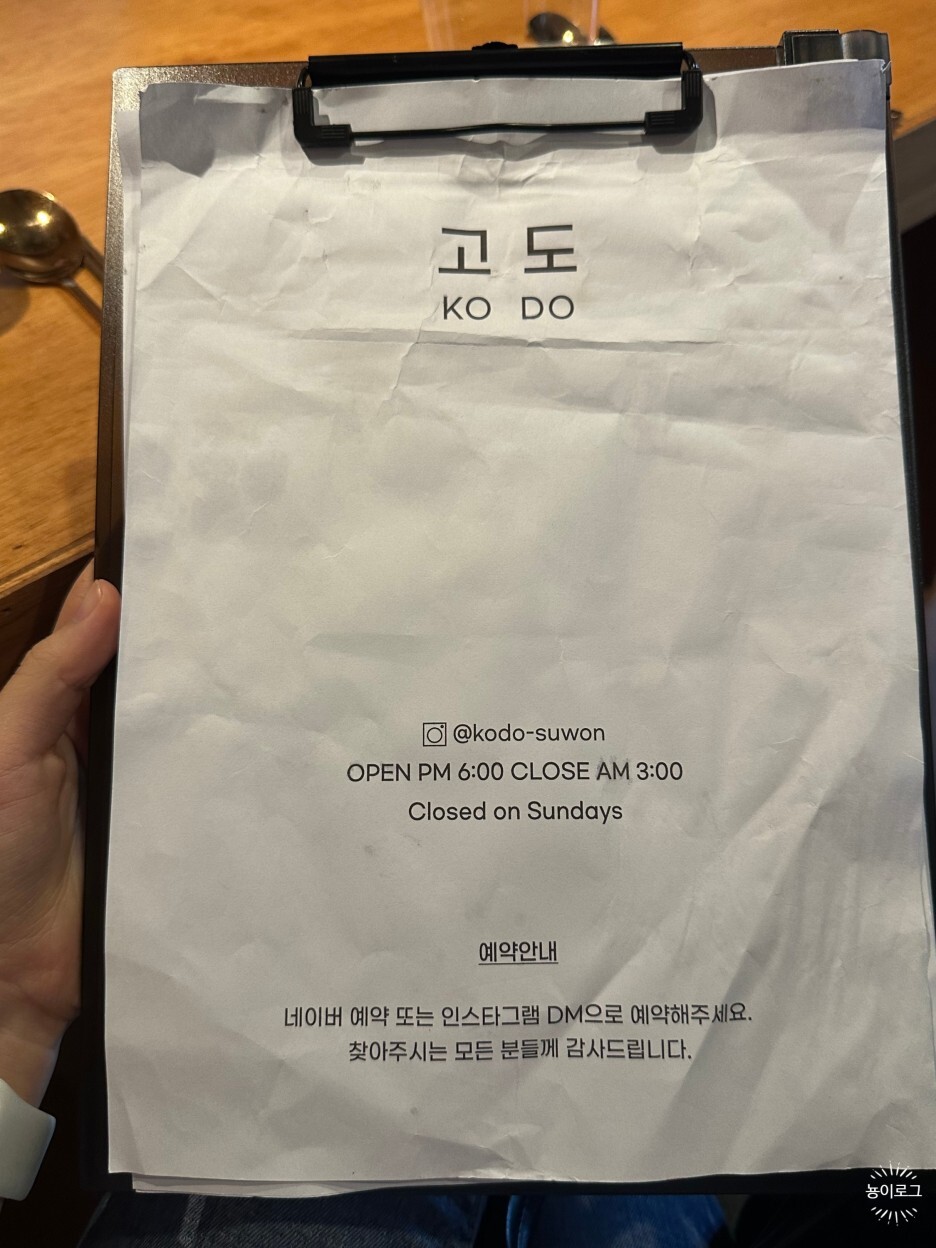 고 도
KO DO
@kodo-suwon
OPEN PM 6:00 CLOSE AM 3:00
Closed on Sundays
예약안내
네이버 예약 또는 인스타그램 DM으로 예약해주세요.
찾아주시는 모든 분들께 감사드립니다.
뇽이로그